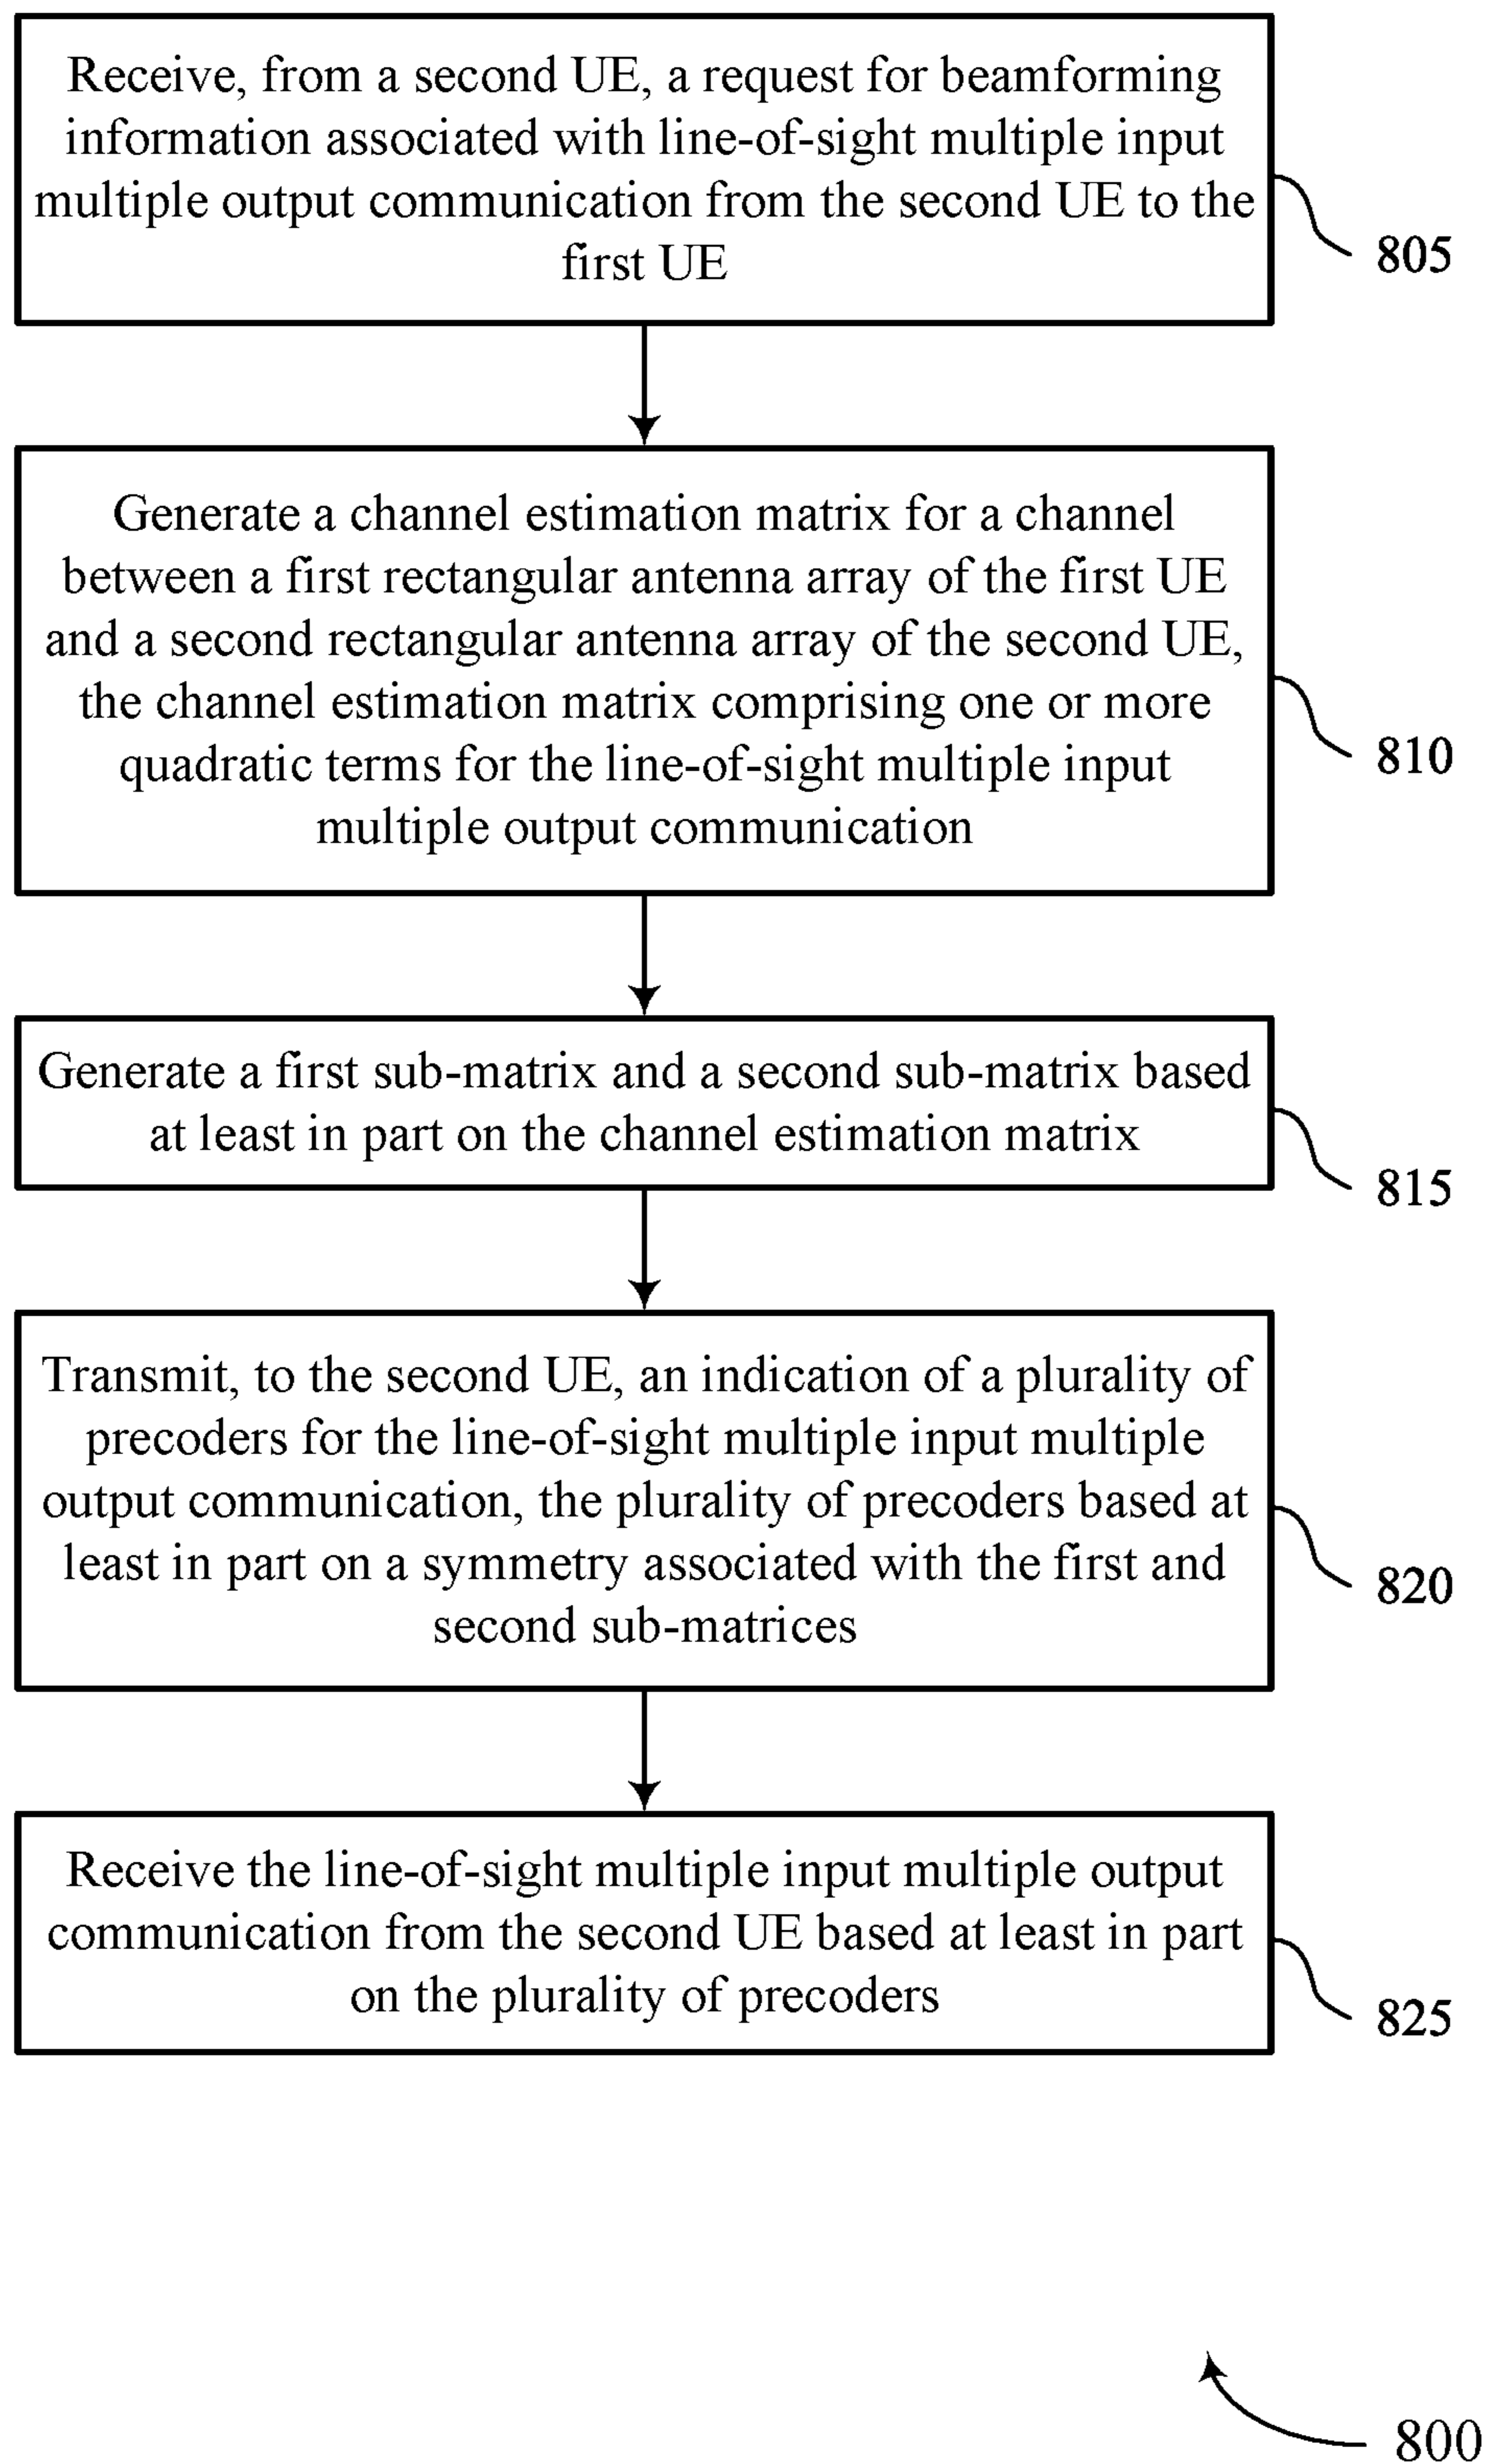 Receive, from a second UE, a request for beamforming
information associated with line-of-sight multiple input
multiple output communication from the second UE to the
first UE
805
Generate a channel estimation matrix for a channel
between a first rectangular antenna array of the first UE
and a second rectangular antenna array of the second UE,
the channel estimation matrix comprising one or more
quadratic terms for the line-of-sight multiple input
multiple output communication
810
Generate a first sub-matrix and a second sub-matrix based
at least in part on the channel estimation matrix
815
Transmit, to the second UE, an indication of a plurality of
precoders for the line-of-sight multiple input multiple
output communication, the plurality of precoders based at
least in part on a symmetry associated with the first and
second sub-matrices
820
Receive the line-of-sight multiple input multiple output
communication from the second UE based at least in part
on the plurality of precoders
825
800